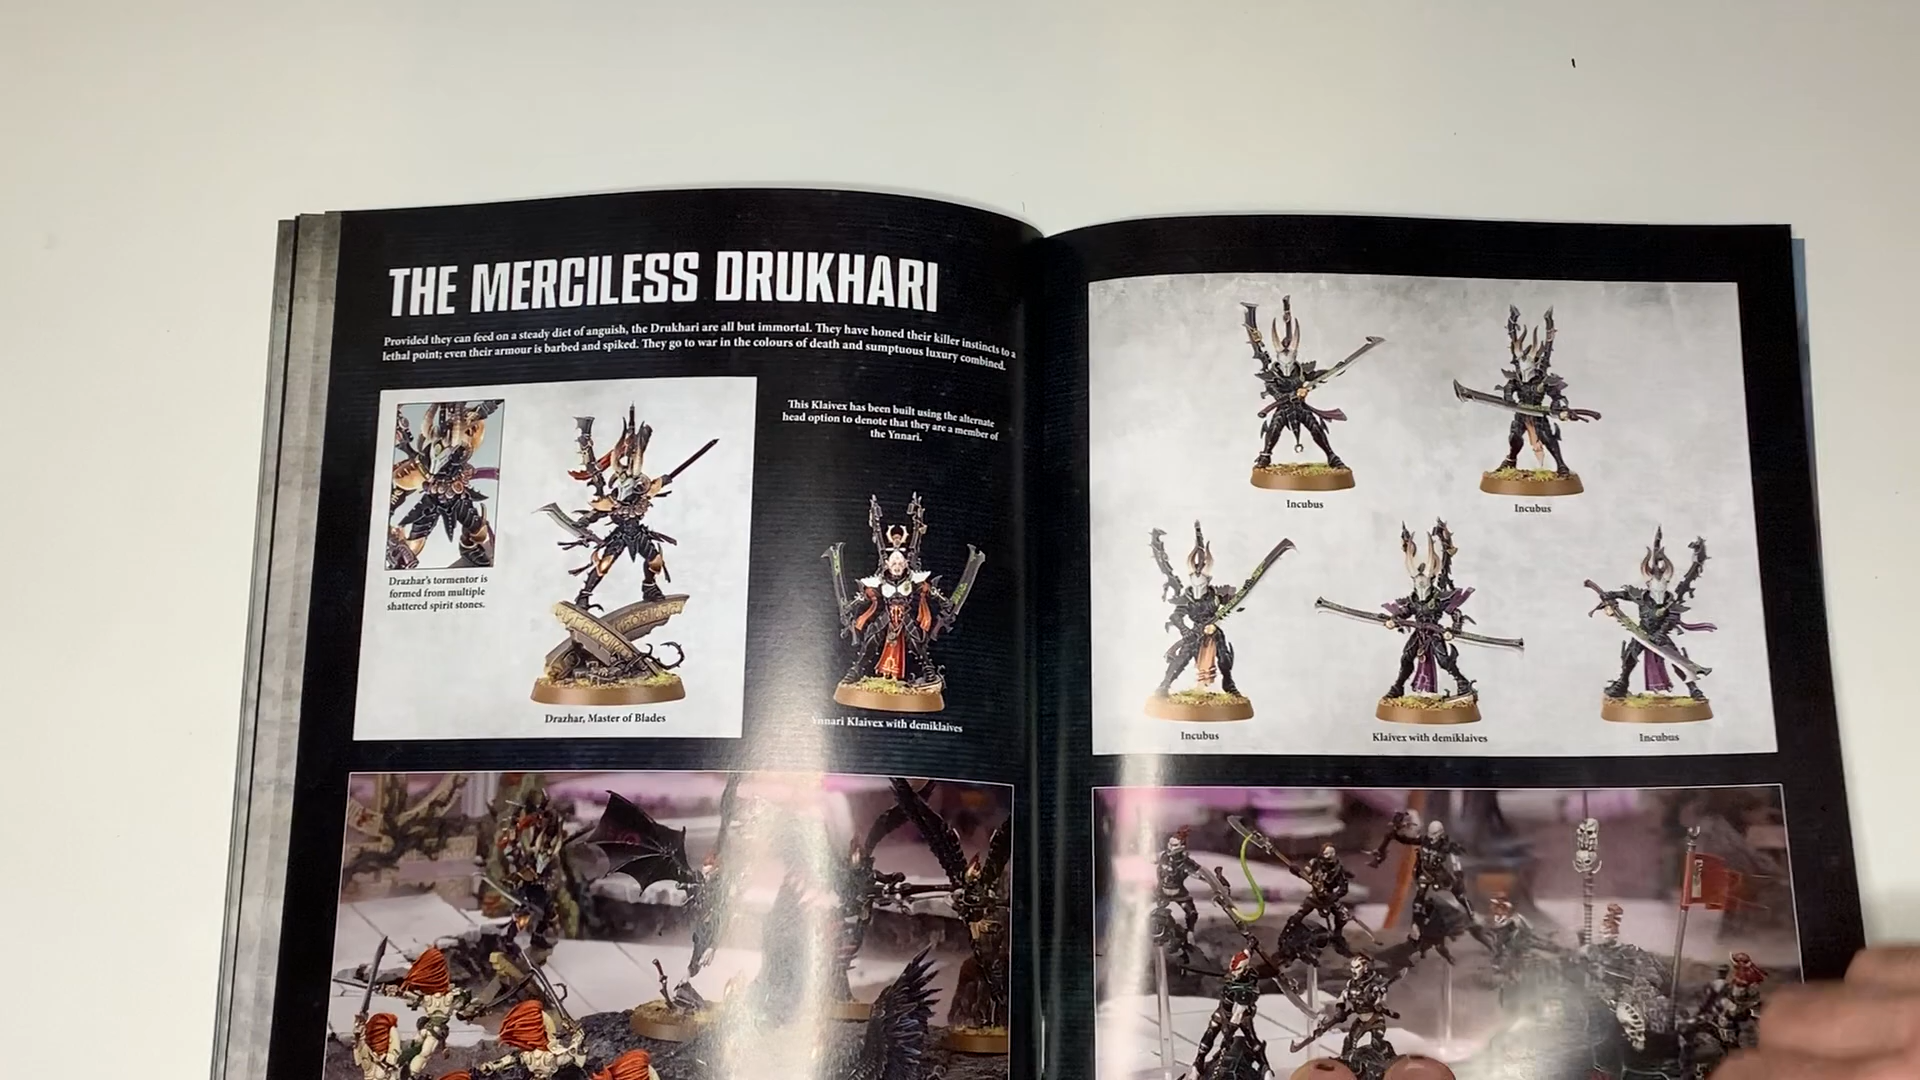 THE MERCILESS DRUKHARI
Provided they can feed on a steady diet of anguish, the Drukhari are all but immortal. They have honed their killer instincts to a
lethal point; even their armour is barbed and spiked. They go to war in the colours of death and sumptuous luxury combined.
This Klaivex has been built using the alternate
head option to denote that they are a member of
the Ynnari.
Drazhar's tormentor is
formed from multiple
shattered spirit stones.
Drazhar, Master of Blades
Ynnari Klaivex with demiklaives
Incubus
Incubus
Incubus
Klaivex with demiklaives
Incubus